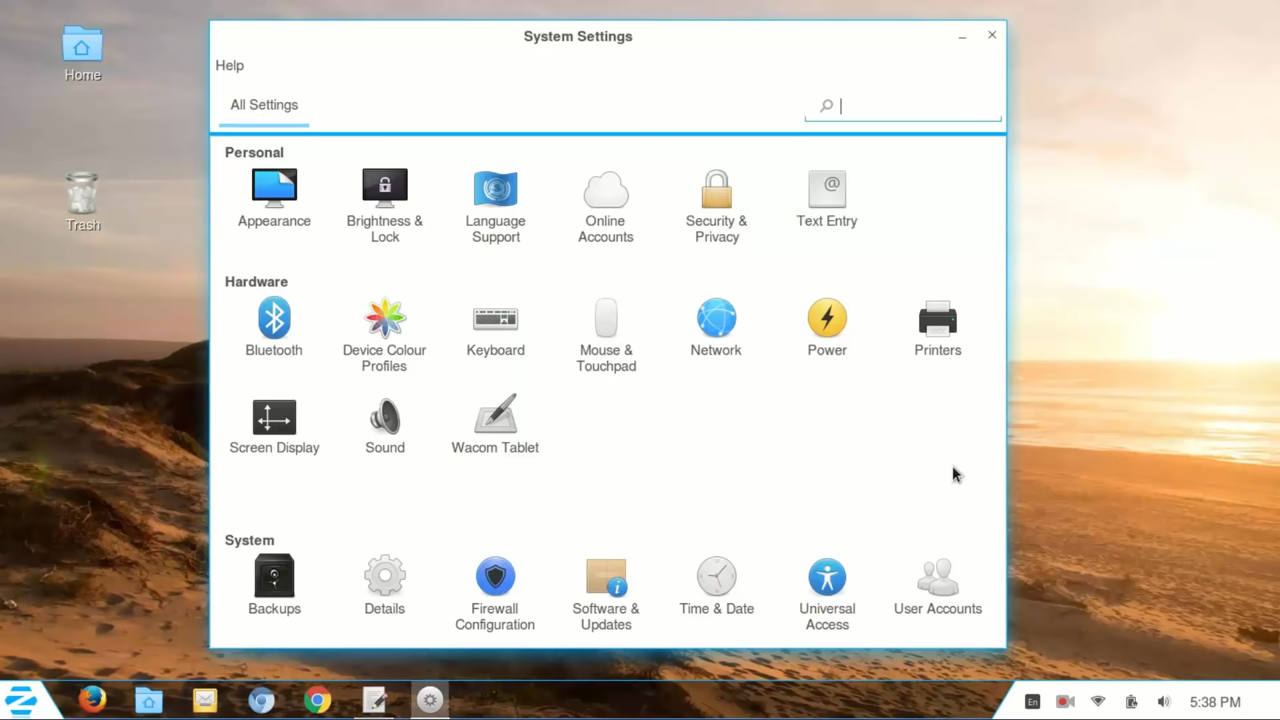 Home
Trash
System Settings
Help
All Settings
Personal
Appearance
Brightness &
Lock
Language
Support
Online
Accounts
Security &
Privacy
@
Text Entry
Hardware
Bluetooth
Device Colour
Profiles
Keyboard
Mouse &
Touchpad
Network
Power
Printers
Screen Display
Sound
Wacom Tablet
System
Backups
Details
Firewall
Configuration
i
Software &
Updates
Time & Date
Universal
Access
User Accounts
En
5:38 PM